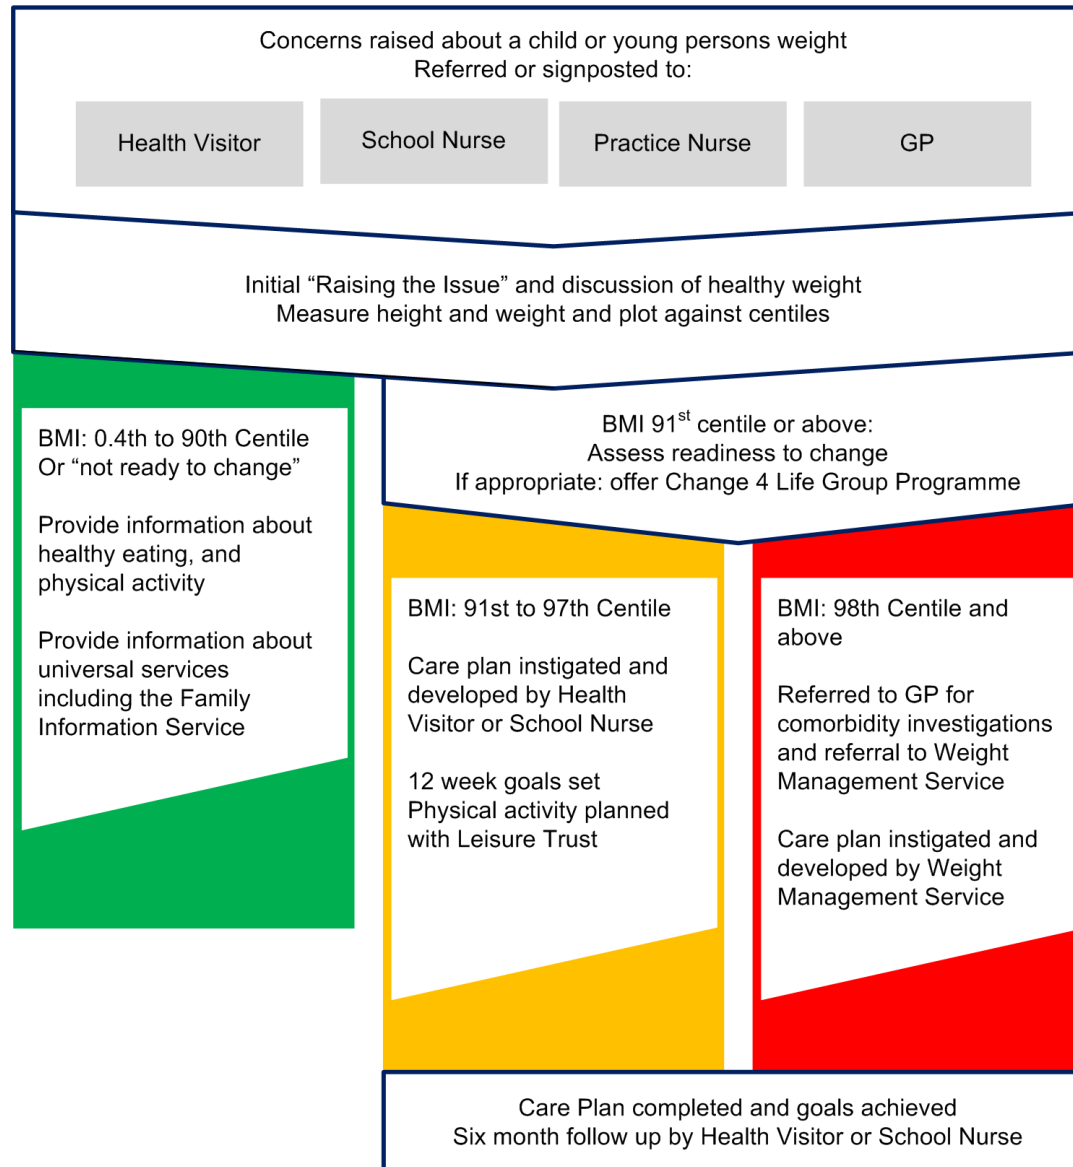 Concerns raised about a child or young persons weight
Referred or signposted to:
Health Visitor
School Nurse
Practice Nurse
GP
Initial “Raising the Issue” and discussion of healthy weight
Measure height and weight and plot against centiles
BMI: 0.4th to 90th Centile
Or “not ready to change”
Provide information about
healthy eating, and
physical activity
Provide information about
universal services
including the Family
Information Service
BMI 91st centile or above:
Assess readiness to change
If appropriate: offer Change 4 Life Group Programme
BMI: 91st to 97th Centile
Care plan instigated and
developed by Health
Visitor or School Nurse
12 week goals set
Physical activity planned
with Leisure Trust
BMI: 98th Centile and
above
Referred to GP for
comorbidity investigations
and referral to Weight
Management Service
Care plan instigated and
developed by Weight
Management Service
Care Plan completed and goals achieved
Six month follow up by Health Visitor or School Nurse